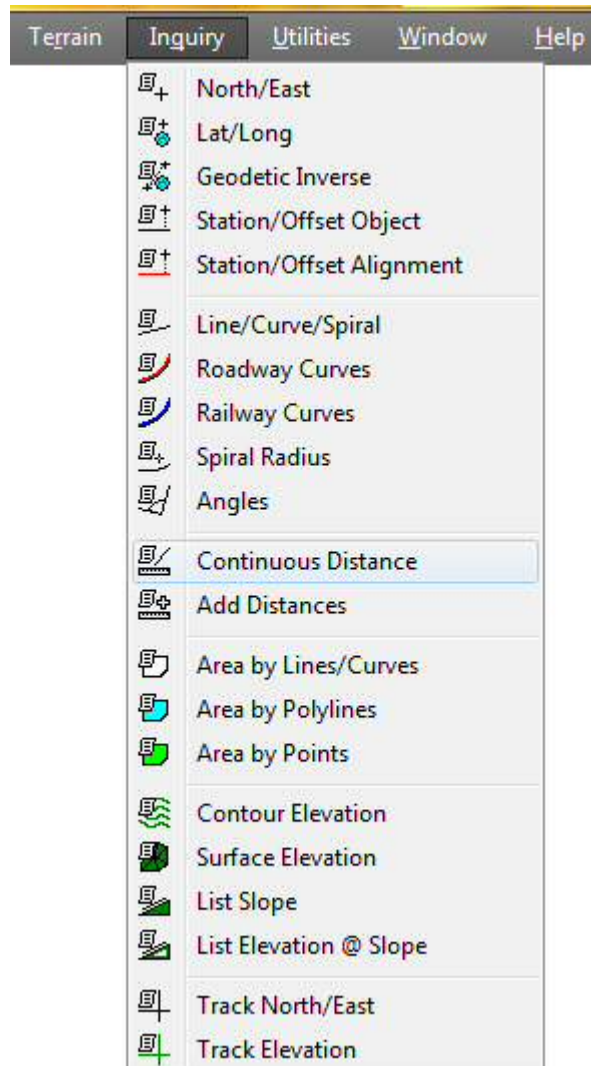 Terrain Inquiry Utilities Window Help
North/East
Lat/Long
Geodetic Inverse
Station/Offset Object
Station/Offset Alignment
Line/Curve/Spiral
Roadway Curves
Railway Curves
Spiral Radius
Angles
Continuous Distance
Add Distances
Area by Lines/Curves
Area by Polylines
Area by Points
Contour Elevation
Surface Elevation
List Slope
List Elevation @ Slope
Track North/East
Track Elevation